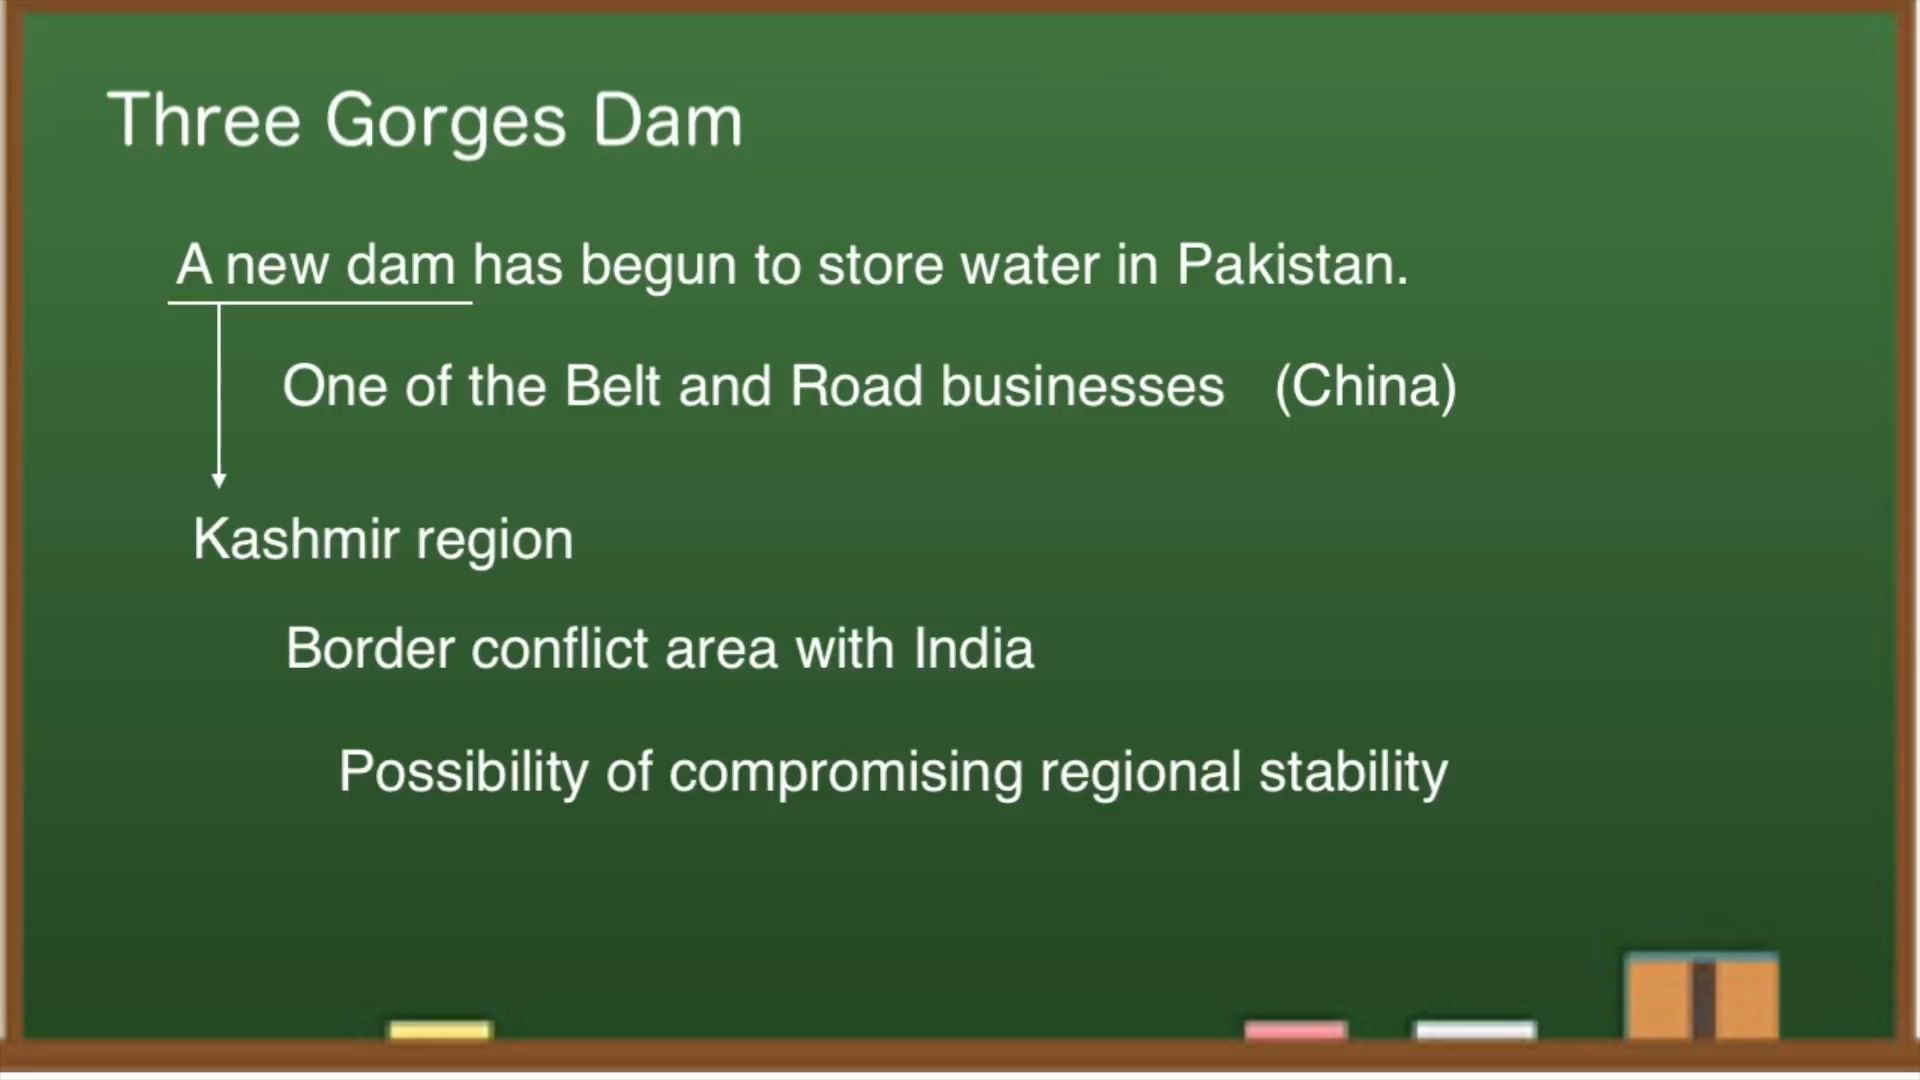 Three Gorges Dam
A new dam has begun to store water in Pakistan.
One of the Belt and Road businesses (China)
Kashmir region
Border conflict area with India
Possibility of compromising regional stability